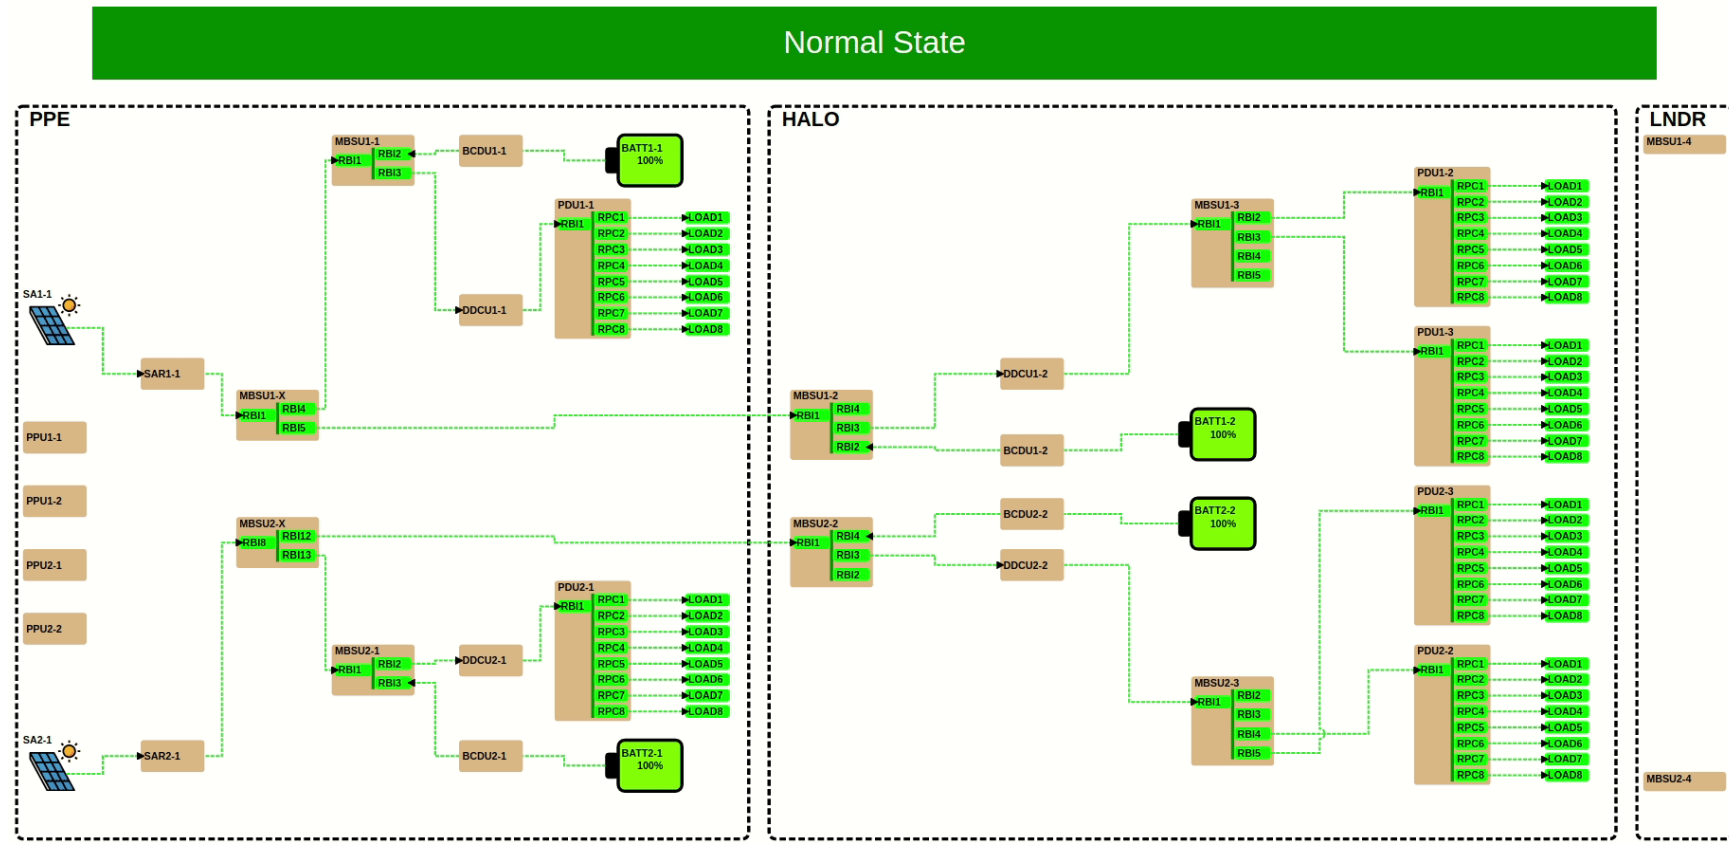 Normal State
PPE
MBSU1-1
RBI1
RBI2
RBI3
BCDU1-1
BATT1-1
100%
PDU1-1
RBI1
RPC1 LOAD1
RPC2 LOAD2
RPC3 LOAD3
RPC4 LOAD4
RPC5 LOAD5
RPC6 LOAD6
RPC7 LOAD7
RPC8 LOAD8
DDCU1-1
SA1-1
SAR1-1
MBSU1-X
RBI1
RBI4
RBI5
PPU1-1
PPU1-2
PPU2-1
PPU2-2
MBSU2-X
RBI8
RBI12
RBI13
MBSU2-1
RBI1
RBI2
RBI3
DDCU2-1
PDU2-1
RBI1
RPC1 LOAD1
RPC2 LOAD2
RPC3 LOAD3
RPC4 LOAD4
RPC5 LOAD5
RPC6 LOAD6
RPC7 LOAD7
RPC8 LOAD8
SA2-1
SAR2-1
BCDU2-1
BATT2-1
100%
HALO
MBSU1-2
RBI1
RBI4
RBI3
RBI2
DDCU1-2
BCDU1-2
BATT1-2
100%
MBSU1-3
RBI1
RBI2
RBI3
RBI4
RBI5
PDU1-2
RBI1
RPC1 LOAD1
RPC2 LOAD2
RPC3 LOAD3
RPC4 LOAD4
RPC5 LOAD5
RPC6 LOAD6
RPC7 LOAD7
RPC8 LOAD8
PDU1-3
RBI1
RPC1 LOAD1
RPC2 LOAD2
RPC3 LOAD3
RPC4 LOAD4
RPC5 LOAD5
RPC6 LOAD6
RPC7 LOAD7
RPC8 LOAD8
MBSU2-2
RBI1
RBI4
RBI3
RBI2
BCDU2-2
BATT2-2
100%
DDCU2-2
MBSU2-3
RBI1
RBI2
RBI3
RBI4
RBI5
PDU2-3
RBI1
RPC1 LOAD1
RPC2 LOAD2
RPC3 LOAD3
RPC4 LOAD4
RPC5 LOAD5
RPC6 LOAD6
RPC7 LOAD7
RPC8 LOAD8
PDU2-2
RBI1
RPC1 LOAD1
RPC2 LOAD2
RPC3 LOAD3
RPC4 LOAD4
RPC5 LOAD5
RPC6 LOAD6
RPC7 LOAD7
RPC8 LOAD8
LNDR
MBSU1-4
MBSU2-4